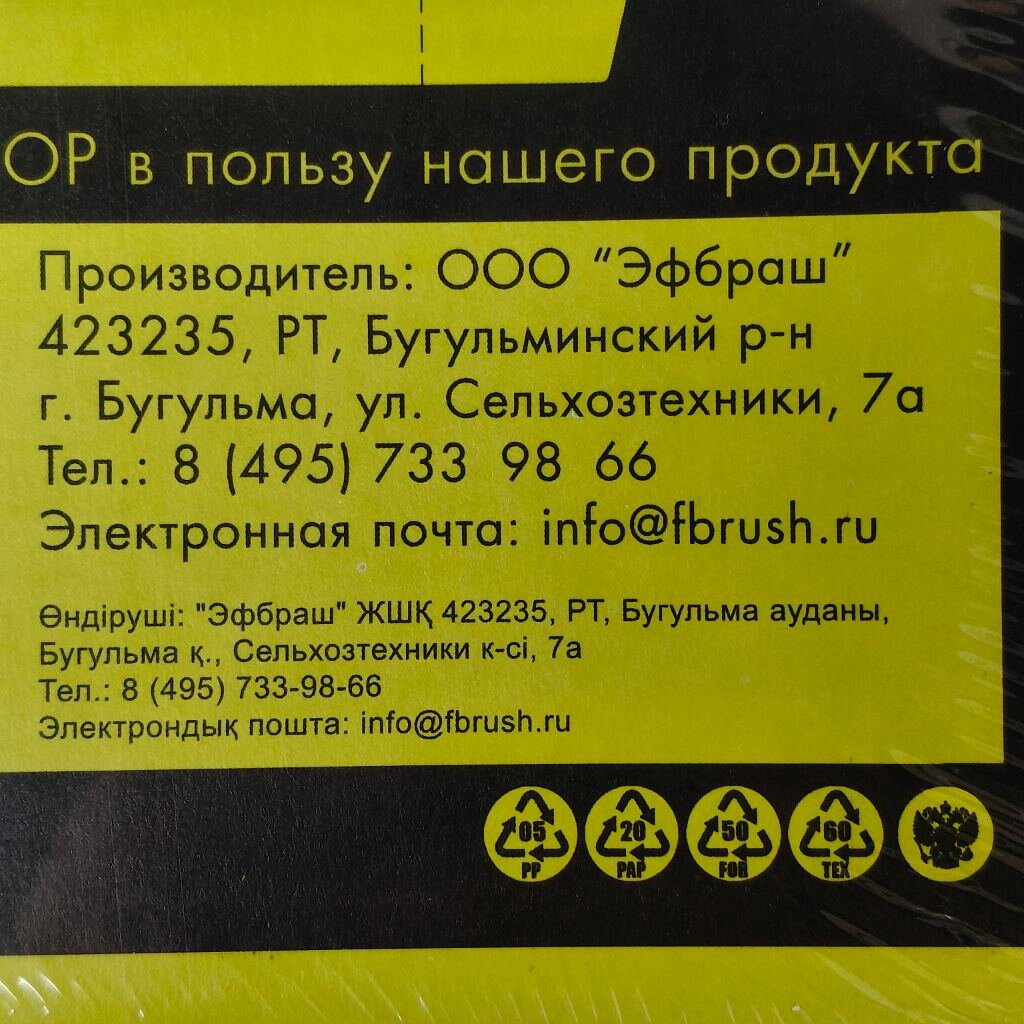 ОР в пользу нашего продукта
Производитель: ООО “Эфбраш”
423235, РТ, Бугульминский р-н
г. Бугульма, ул. Сельхозтехники, 7а
Тел.: 8 (495) 733 98 66
Электронная почта: info@fbrush.ru
Өндіруші: "Эфбраш" ЖШҚ 423235, РТ, Бугульма ауданы,
Бугульма қ., Сельхозтехники к-сі, 7а
Тел.: 8 (495) 733-98-66
Электрондық пошта: info@fbrush.ru
05 20 50 60
PP PAP FOR TEX